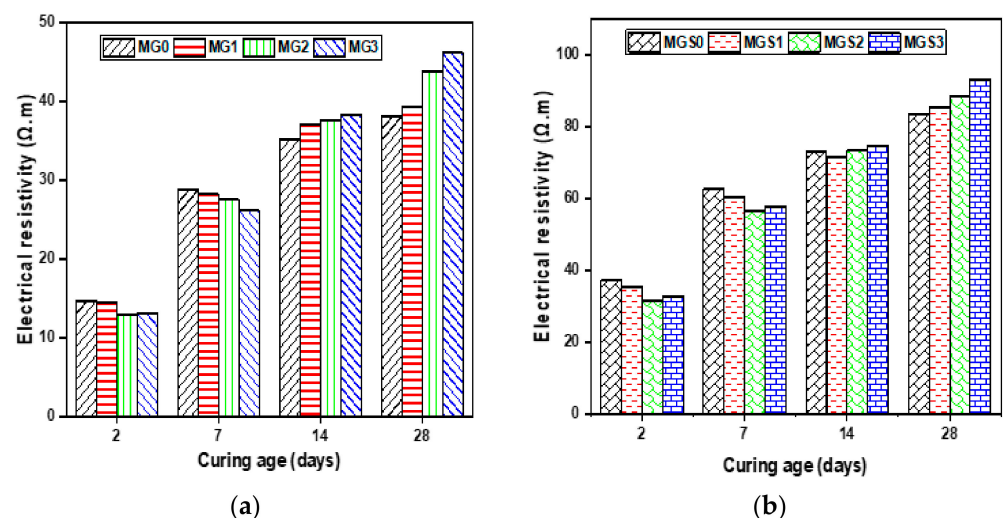 50
40
30
20
10
0
Electrical resistivity (Ω.m)
MG0 MG1 MG2 MG3
2 7 14 28
Curing age (days)
(a)
100
80
60
40
20
0
Electrical resistivity (Ω.m)
MGS0 MGS1 MGS2 MGS3
2 7 14 28
Curing age (days)
(b)